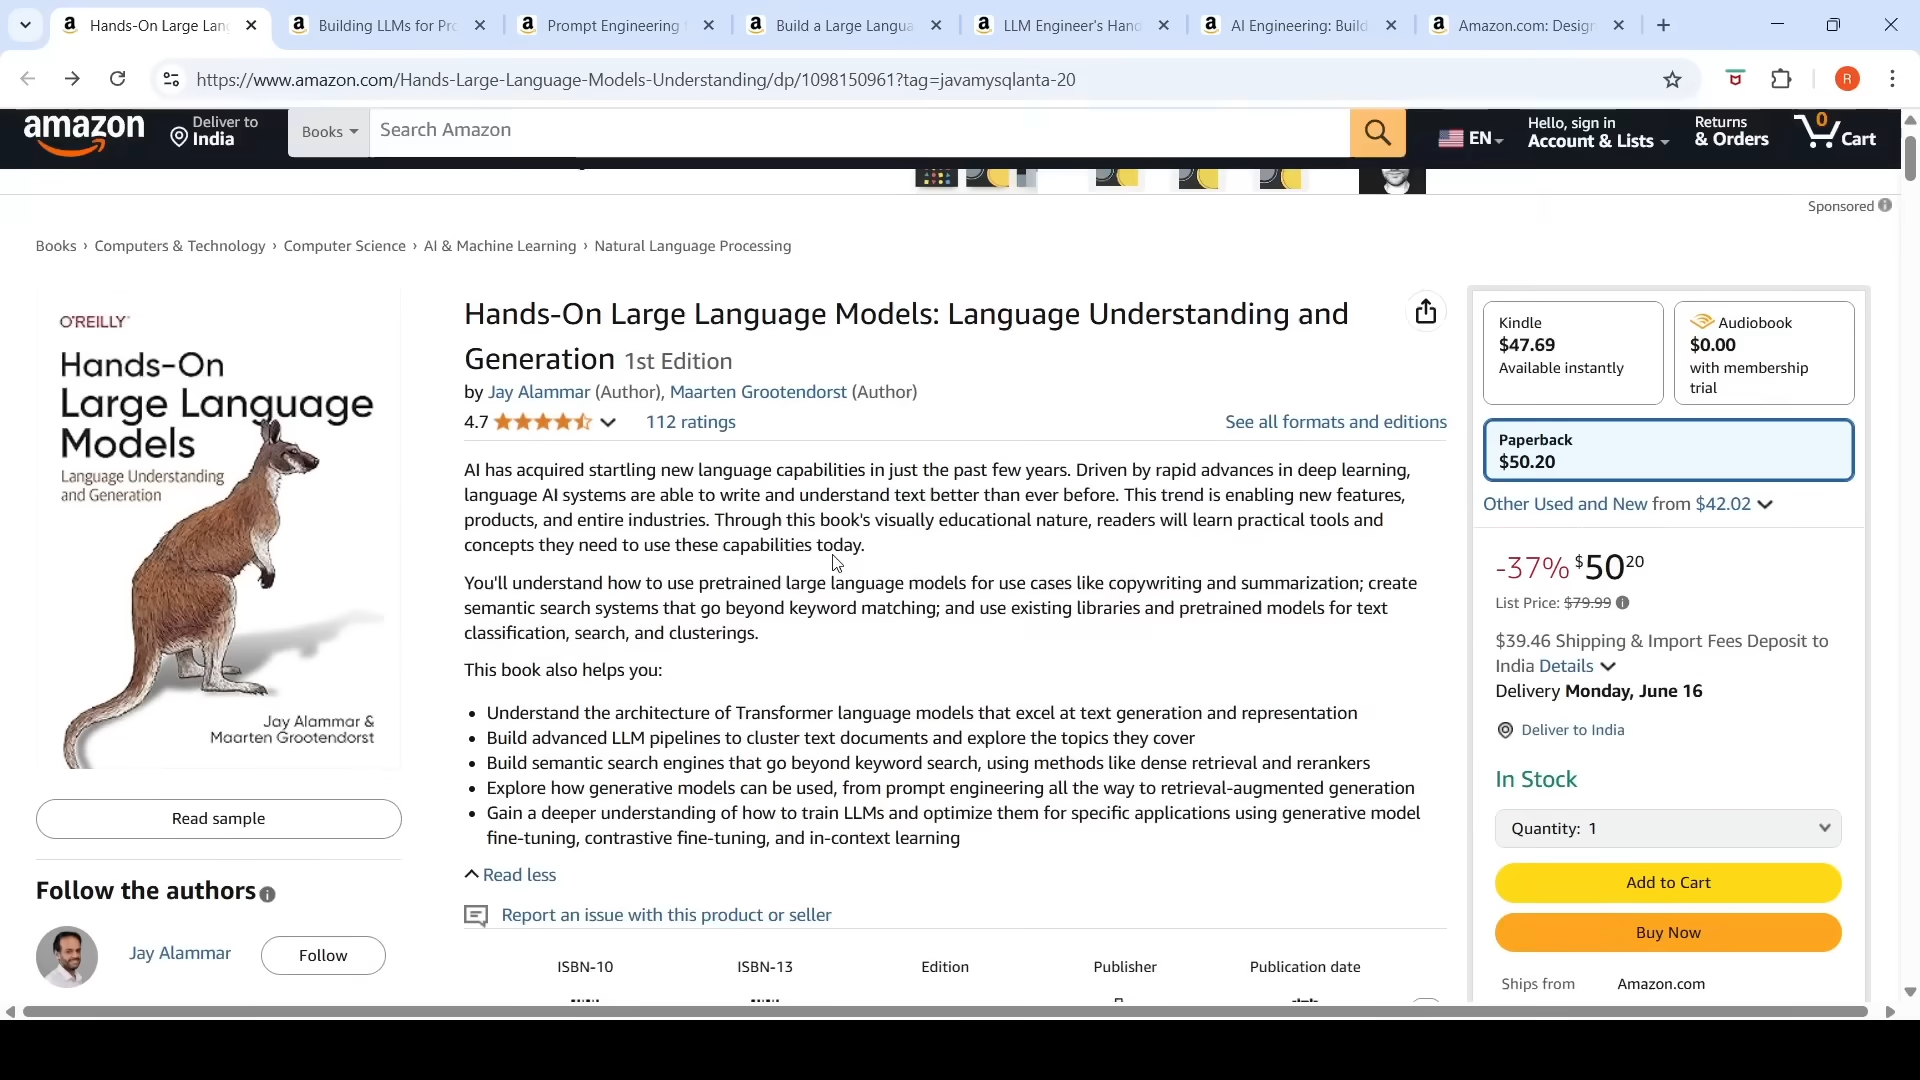 Hands-On Large Lang
Building LLMs for Pro
Prompt Engineering f
Build a Large Langua
LLM Engineer's Hand
AI Engineering: Build
Amazon.com: Design
https://www.amazon.com/Hands-Large-Language-Models-Understanding/dp/1098150961?tag=javamysqlanta-20
R
amazon
Deliver to
India
Books
Search Amazon
EN
Hello, sign in
Account & Lists
Returns
& Orders
0
Cart
Sponsored
Books › Computers & Technology › Computer Science › AI & Machine Learning › Natural Language Processing
O'REILLY®
Hands-On
Large Language
Models
Language Understanding
and Generation
Jay Alammar &
Maarten Grootendorst
Read sample
Follow the authors
Jay Alammar
Follow
Hands-On Large Language Models: Language Understanding and
Generation 1st Edition
by Jay Alammar (Author), Maarten Grootendorst (Author)
4.7
112 ratings
See all formats and editions
AI has acquired startling new language capabilities in just the past few years. Driven by rapid advances in deep learning,
language AI systems are able to write and understand text better than ever before. This trend is enabling new features,
products, and entire industries. Through this book's visually educational nature, readers will learn practical tools and
concepts they need to use these capabilities today.
You'll understand how to use pretrained large language models for use cases like copywriting and summarization; create
semantic search systems that go beyond keyword matching; and use existing libraries and pretrained models for text
classification, search, and clusterings.
This book also helps you:
• Understand the architecture of Transformer language models that excel at text generation and representation
• Build advanced LLM pipelines to cluster text documents and explore the topics they cover
• Build semantic search engines that go beyond keyword search, using methods like dense retrieval and rerankers
• Explore how generative models can be used, from prompt engineering all the way to retrieval-augmented generation
• Gain a deeper understanding of how to train LLMs and optimize them for specific applications using generative model
fine-tuning, contrastive fine-tuning, and in-context learning
Read less
Report an issue with this product or seller
ISBN-10
ISBN-13
Edition
Publisher
Publication date
Kindle
$47.69
Available instantly
Audiobook
$0.00
with membership
trial
Paperback
$50.20
Other Used and New from $42.02
-37% $50 20
List Price: $79.99
$39.46 Shipping & Import Fees Deposit to
India Details
Delivery Monday, June 16
Deliver to India
In Stock
Quantity: 1
Add to Cart
Buy Now
Ships from
Amazon.com